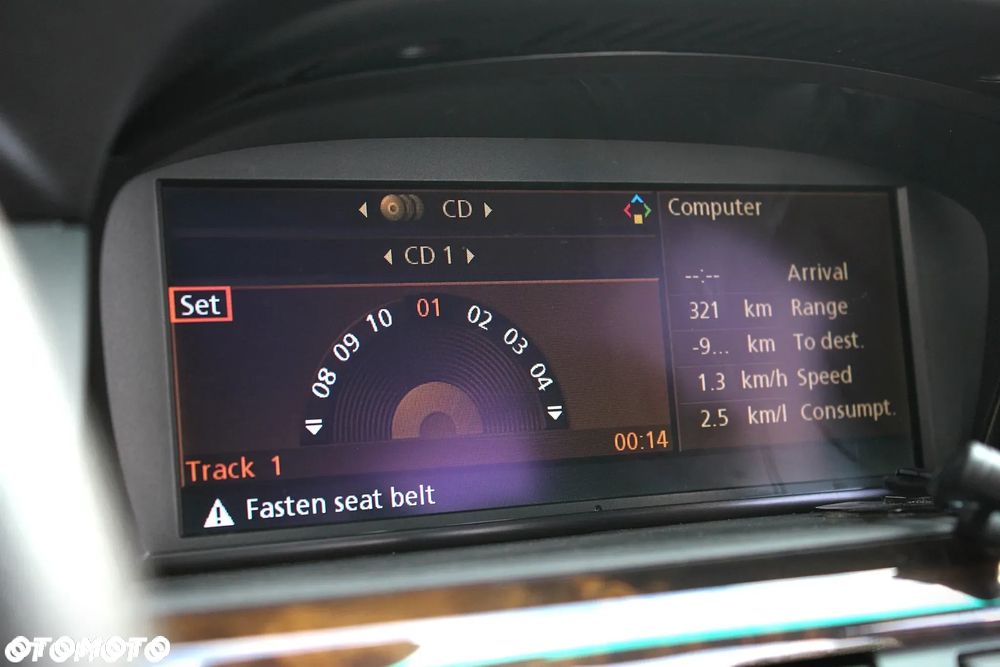 CD
CD 1
Set
08 09 10 01 02 03 04
00:14
Track 1
Fasten seat belt
Computer
--:-- Arrival
321 km Range
-9... km To dest.
1.3 km/h Speed
2.5 km/l Consumpt.
OTOMOTO